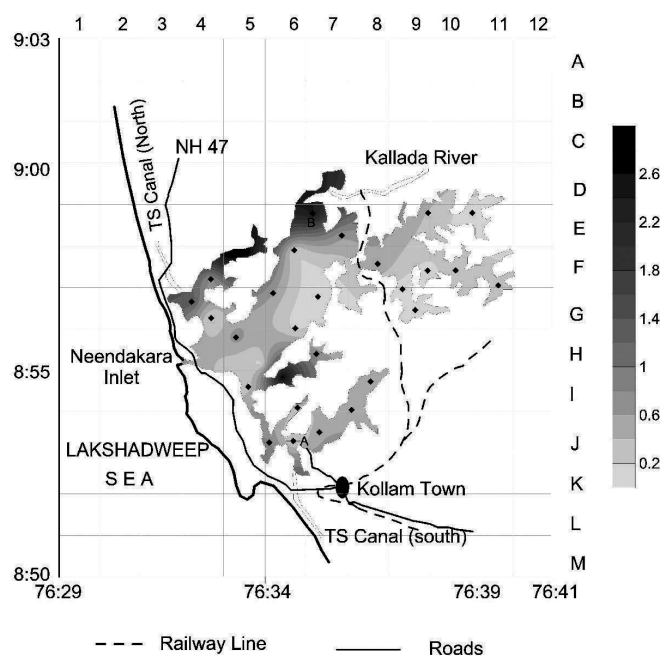 1 2 3 4 5 6 7 8 9 10 11 12
9:03
A
B
C
D
E
F
G
H
I
J
K
L
M
TS Canal (North)
NH 47
Kallada River
9:00
B
Neendakara
Inlet
8:55
LAKSHADWEEP
S E A
A
Kollam Town
TS Canal (south)
8:50
76:29 76:34 76:39 76:41
2.6
2.2
1.8
1.4
1
0.6
0.2
Railway Line Roads